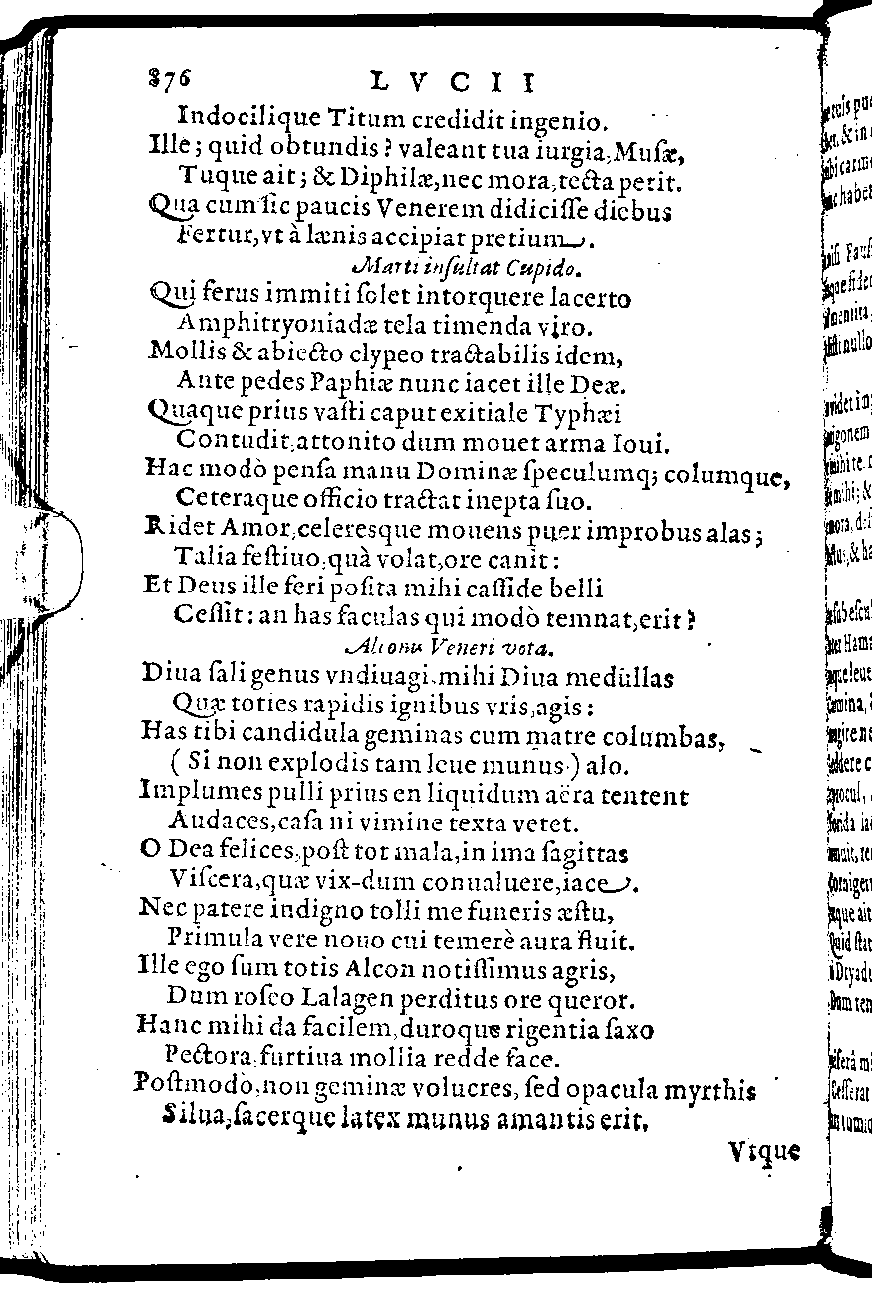 376 LVCII
Indocilique Titum credidit ingenio.
Ille; quid obtundis? valeant tua iurgia, Musæ,
Tuque ait; & Diphilæ, nec mora, tecta petit.
Qua cum sic paucis Venerem didicisse diebus
Fertur, vt à lænis accipiat pretium.
Marti insultat Cupido.
Qui ferus immiti solet intorquere lacerto
Amphitryoniadæ tela timenda viro.
Mollis & abiecto clypeo tractabilis idem,
Ante pedes Paphiæ nunc iacet ille Deæ.
Quaque prius vasti caput exitiale Typhæi
Contudit, attonito dum mouet arma Ioui.
Hac modò pensa manu Dominæ speculumq; columque,
Ceteraque officio tractat inepta suo.
Ridet Amor, celeresque mouens puer improbus alas;
Talia festiuo, quà volat, ore canit:
Et Deus ille feri posita mihi casside belli
Cessit: an has faculas qui modò temnat, erit?
Alconis Veneri vota.
Diua sali genus vndiuagi, mihi Diua medullas
Quæ toties rapidis ignibus vris, agis:
Has tibi candidula geminas cum matre columbas,
(Si non explodis tam leue munus) alo.
Implumes pulli prius en liquidum aëra tentent
Audaces, casa ni vimine texta vetet.
O Dea felices, post tot mala, in ima sagittas
Viscera, quæ vix-dum conualuere, iace.
Nec patere indigno tolli me funeris æstu,
Primula vere nouo cui temerè aura fluit.
Ille ego sum totis Alcon notissimus agris,
Dum roseo Lalagen perditus ore queror.
Hanc mihi da facilem, duroque rigentia saxo
Pectora, furtiua mollia redde face.
Postmodò, non geminæ volucres, sed opacula myrthis
Silua, sacerque latex munus amantis erit.
Vtque